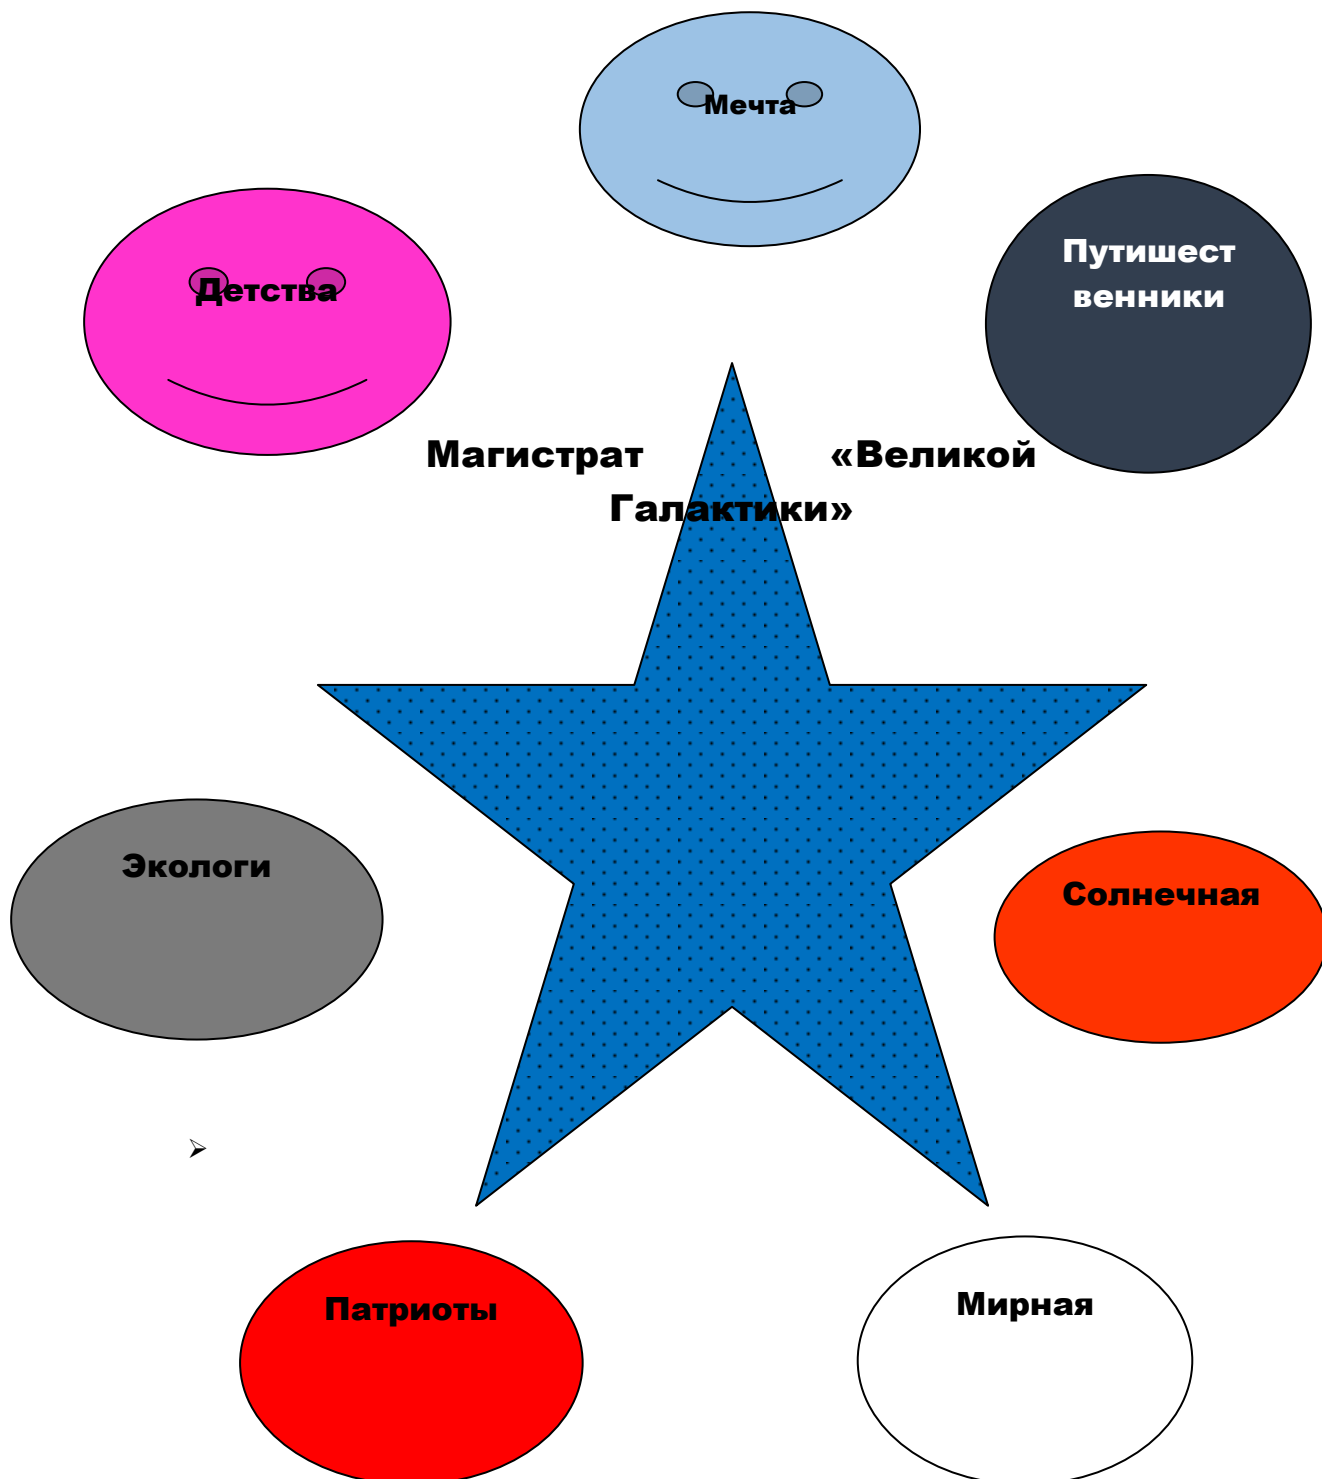 Мечта
Путишест
венники
Детства
Магистрат «Великой
Галактики»
Экологи
Солнечная
Патриоты
Мирная